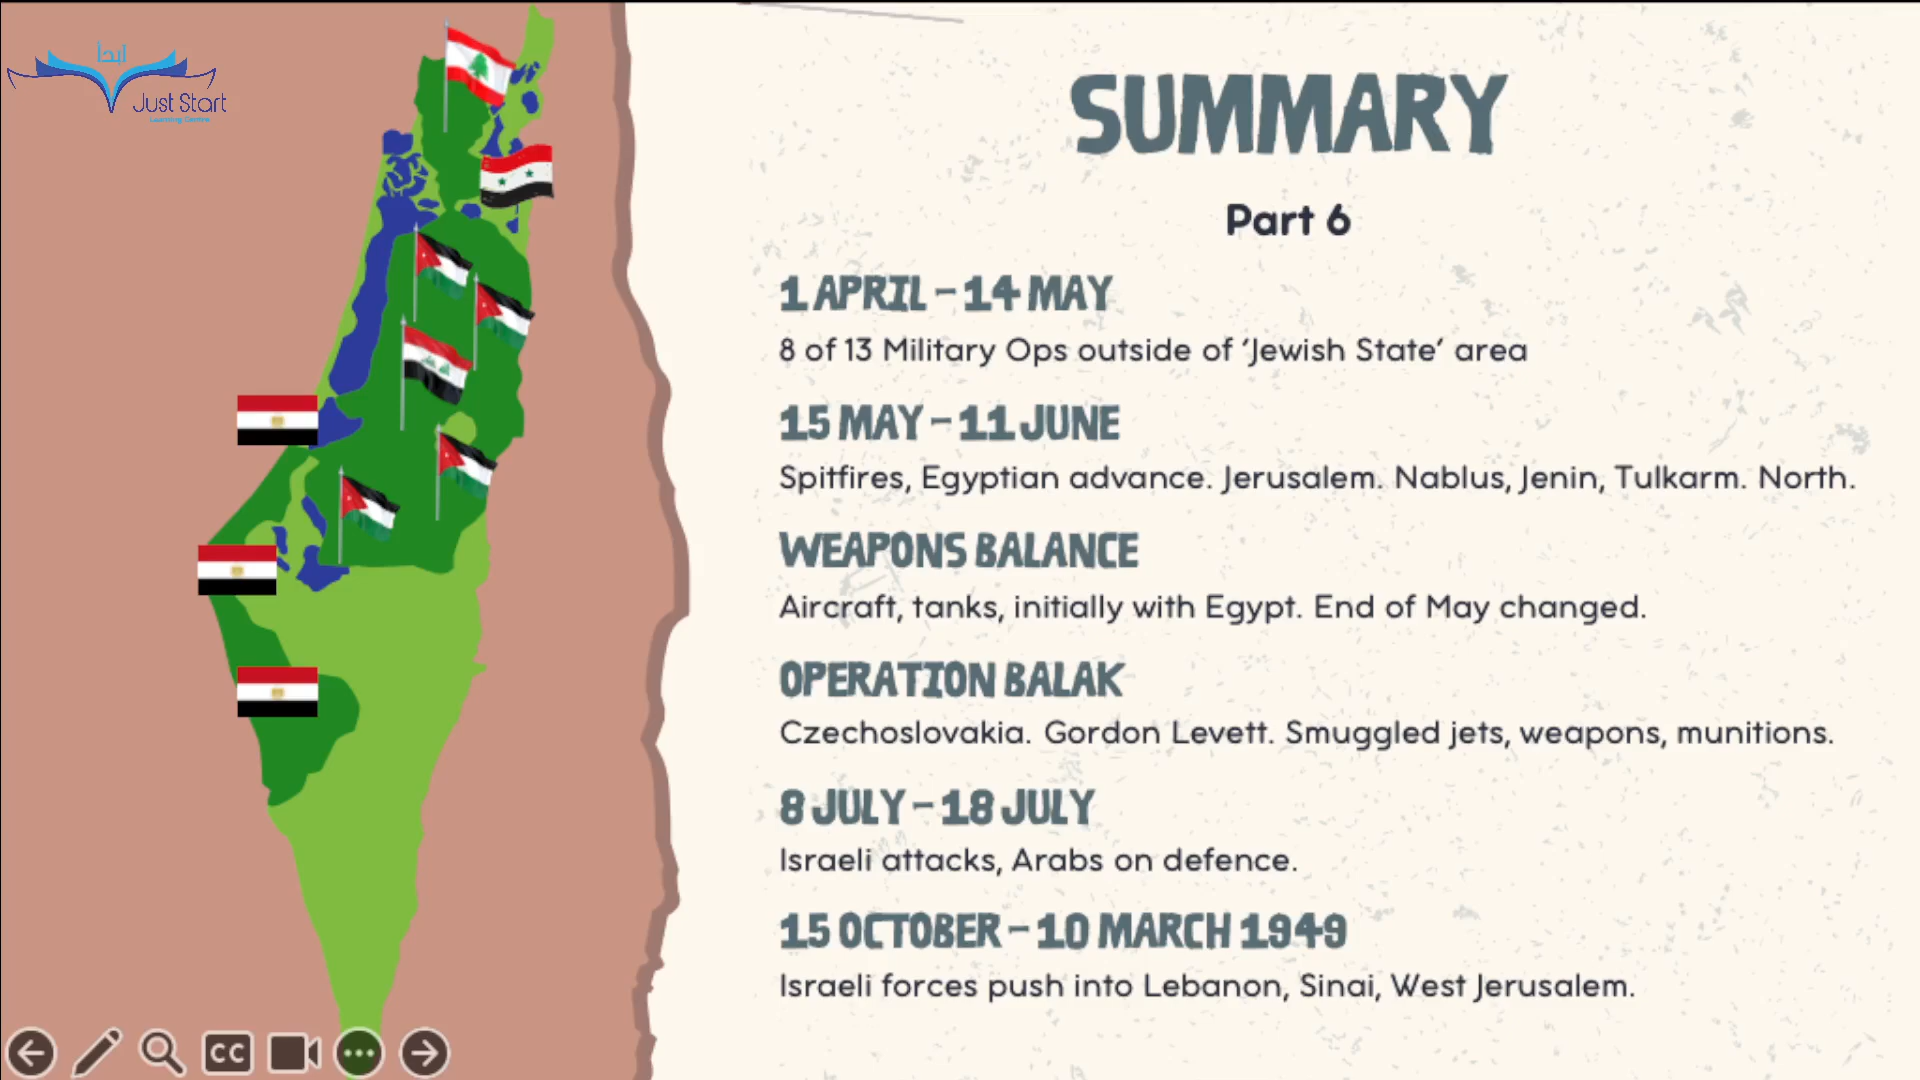 ابدأ
Just Start
Learning Centre
SUMMARY
Part 6
1 APRIL – 14 MAY
8 of 13 Military Ops outside of ‘Jewish State’ area
15 MAY – 11 JUNE
Spitfires, Egyptian advance. Jerusalem. Nablus, Jenin, Tulkarm. North.
WEAPONS BALANCE
Aircraft, tanks, initially with Egypt. End of May changed.
OPERATION BALAK
Czechoslovakia. Gordon Levett. Smuggled jets, weapons, munitions.
8 JULY – 18 JULY
Israeli attacks, Arabs on defence.
15 OCTOBER – 10 MARCH 1949
Israeli forces push into Lebanon, Sinai, West Jerusalem.
CC